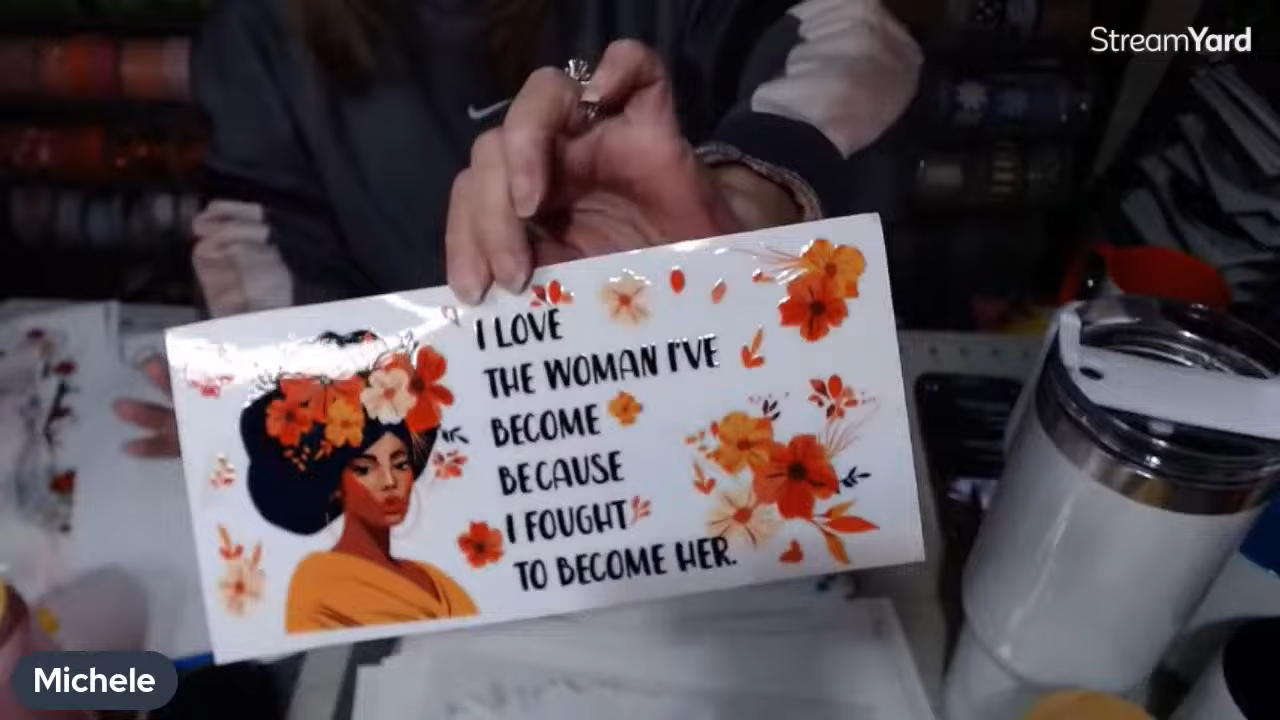 StreamYard
I LOVE
THE WOMAN I'VE
BECOME
BECAUSE
I FOUGHT
TO BECOME HER.
Michele